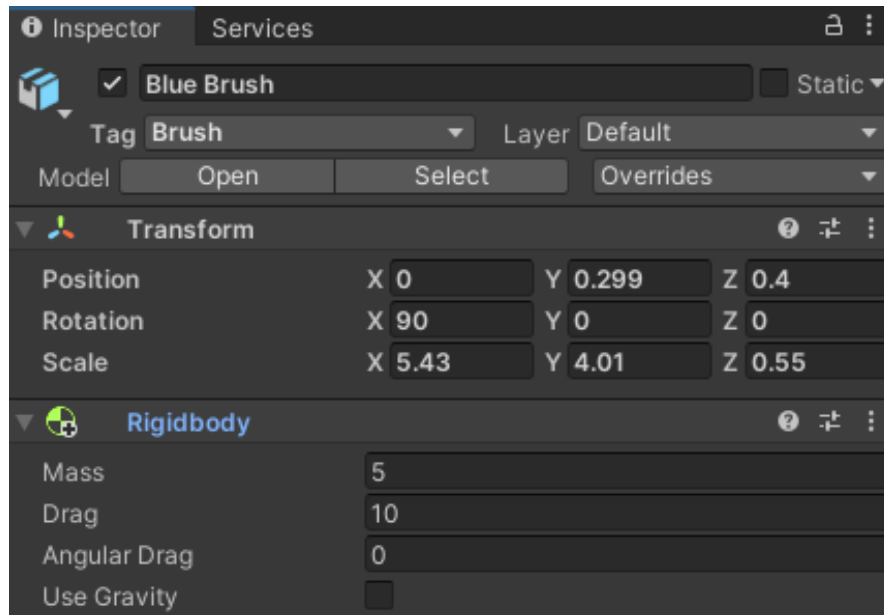 Inspector Services
Blue Brush Static
Tag Brush Layer Default
Model Open Select Overrides
Transform
Position X 0 Y 0.299 Z 0.4
Rotation X 90 Y 0 Z 0
Scale X 5.43 Y 4.01 Z 0.55
Rigidbody
Mass 5
Drag 10
Angular Drag 0
Use Gravity